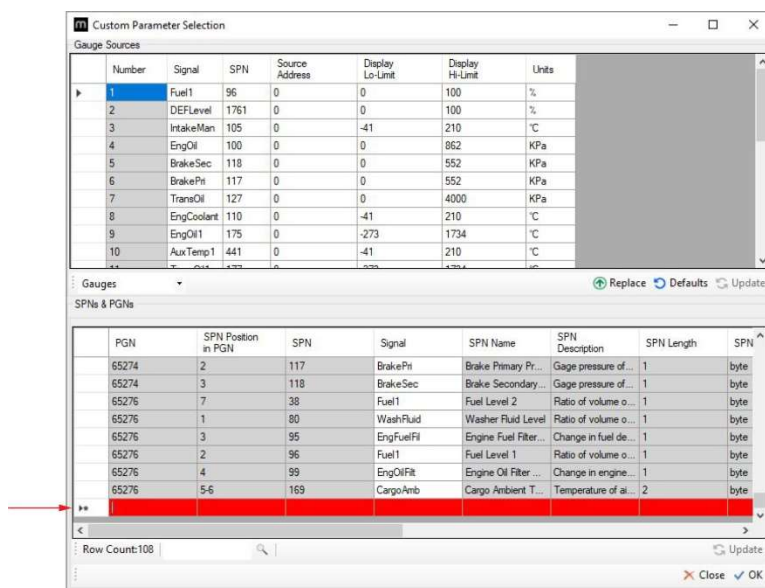 Custom Parameter Selection
Gauge Sources
Number Signal SPN Source Address Display Lo-Limit Display Hi-Limit Units
1 Fuel1 96 0 0 100 %
2 DEFLevel 1761 0 0 100 %
3 IntakeMan 105 0 -41 210 °C
4 EngOil 100 0 0 862 KPa
5 BrakeSec 118 0 0 552 KPa
6 BrakePri 117 0 0 552 KPa
7 TransOil 127 0 0 4000 KPa
8 EngCoolant 110 0 -41 210 °C
9 EngOil1 175 0 -273 1734 °C
10 AuxTemp1 441 0 -41 210 °C
Gauges Replace Defaults Update
SPNs & PGNs
PGN SPN Position in PGN SPN Signal SPN Name SPN Description SPN Length SPN
65274 2 117 BrakePri Brake Primary Pr... Gage pressure of... 1 byte
65274 3 118 BrakeSec Brake Secondary... Gage pressure of... 1 byte
65276 7 38 Fuel1 Fuel Level 2 Ratio of volume o... 1 byte
65276 1 80 WashFluid Washer Fluid Level Ratio of volume o... 1 byte
65276 3 95 EngFuelFil Engine Fuel Filter... Change in fuel de... 1 byte
65276 2 96 Fuel1 Fuel Level 1 Ratio of volume o... 1 byte
65276 4 99 EngOilFilt Engine Oil Filter ... Change in engine... 1 byte
65276 5-6 169 CargoAmb Cargo Ambient T... Temperature of ai... 2 byte
Row Count:108 Update
Close OK